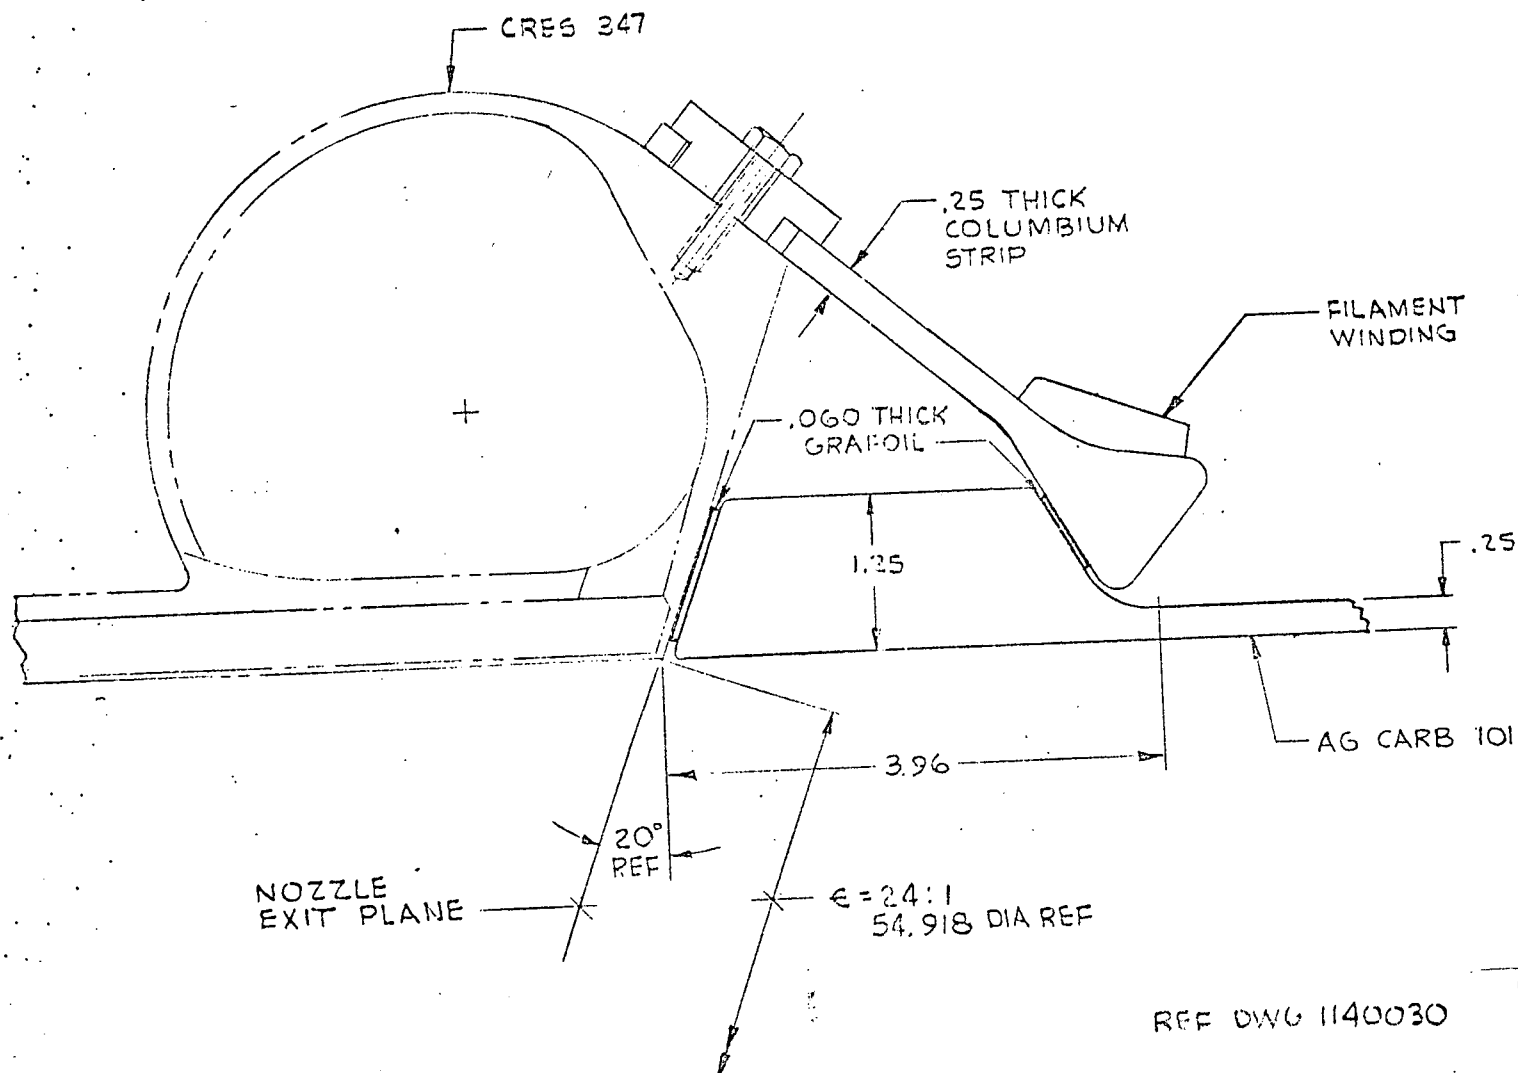 CRES 347
.25 THICK
COLUMBIUM
STRIP
FILAMENT
WINDING
.060 THICK
GRAFOIL
1.25
.25
AG CARB 101
3.96
20°
REF
NOZZLE
EXIT PLANE
ϵ = 24:1
54.918 DIA REF
REF DWG 1140030